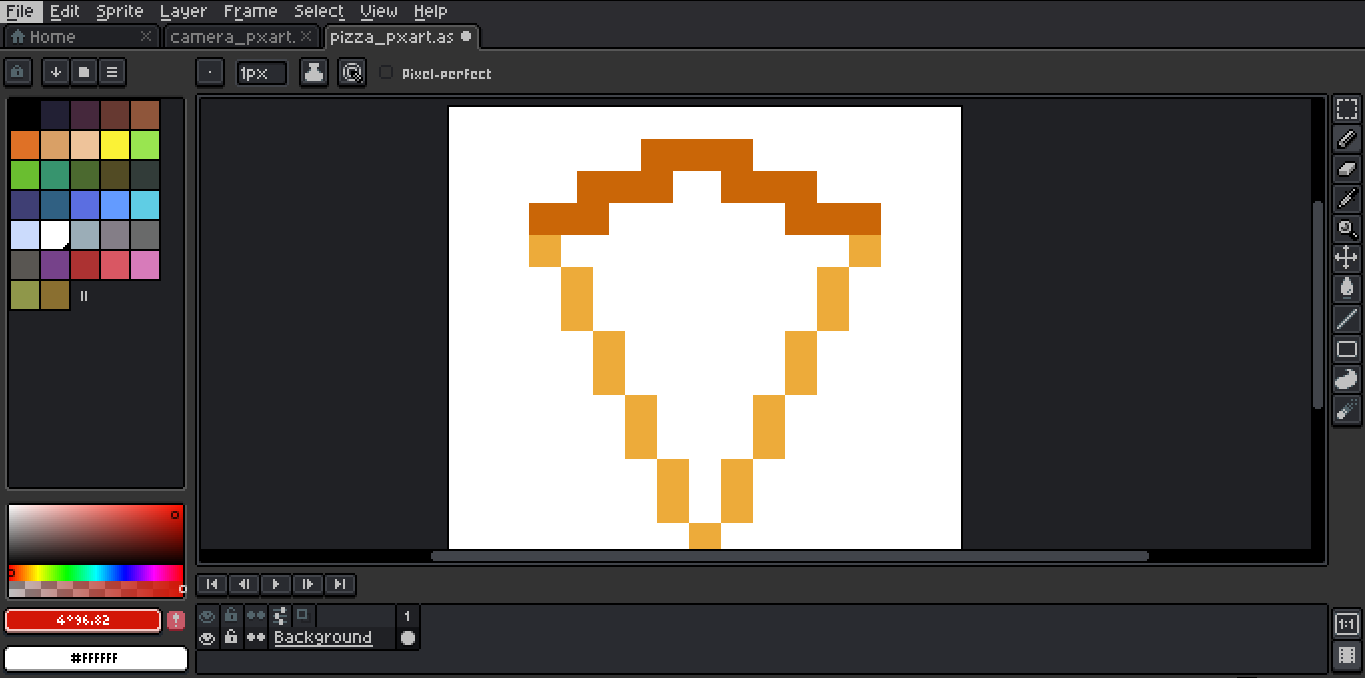 File Edit Sprite Layer Frame Select View Help
Home camera_pxart. pizza_pxart.as
1px Pixel-perfect
4°96.82
#FFFFFF
1
Background
1:1